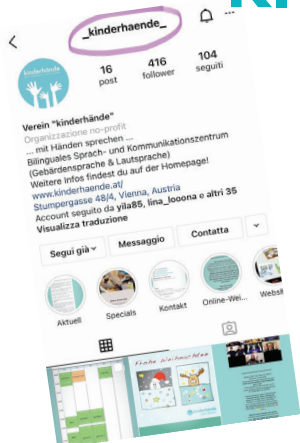 _kinderhaende_
kinderhände
16 416 104
post follower seguiti
Verein "kinderhände"
Organizzazione no-profit
... mit Händen sprechen ...
Bilinguales Sprach- und Kommunikationszentrum
(Gebärdensprache & Lautsprache)
Weitere Infos findest du auf der Homepage!
www.kinderhaende.at/
Stumpergasse 48/4, Vienna, Austria
Account seguito da yila85, lina_looona e altri 35
Visualizza traduzione
Segui già Messaggio Contatta
Aktuell Specials Kontakt Online-Wei... Websit
Frohe Weihnachten
kinderhände